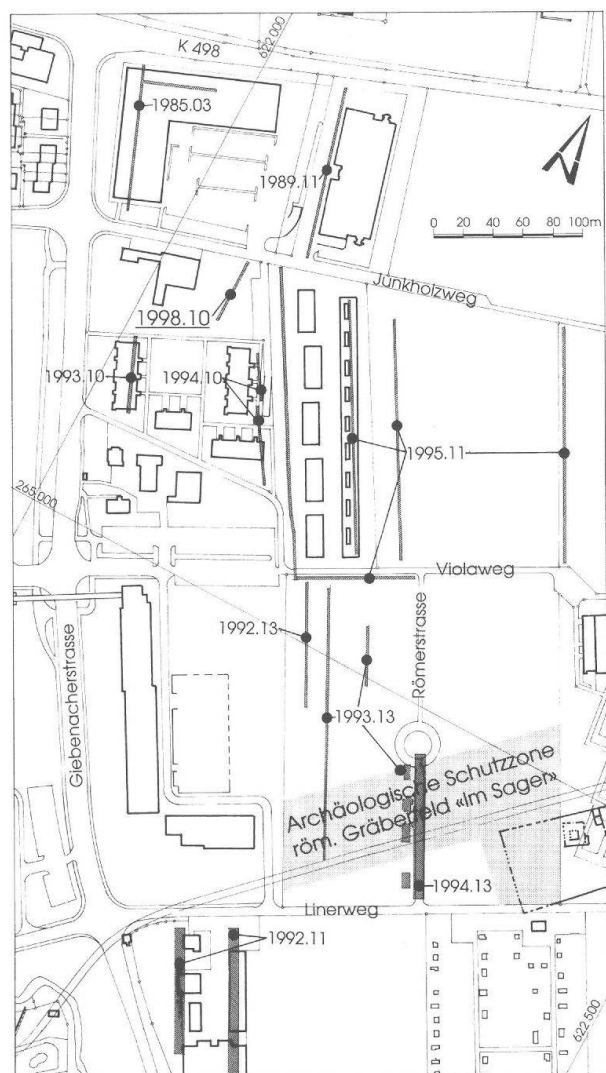 K 498
622.000
1985.03
1989.11
0 20 40 60 80 100m
Junkholzweg
1998.10
1993.10
1994.10
1995.11
265.000
Violaweg
1992.13
Römerstrasse
Giebenacherstrasse
1993.13
Archäologische Schutzzone
röm. Gräberfeld «Im Sager»
1994.13
Linerweg
1992.11
622.500